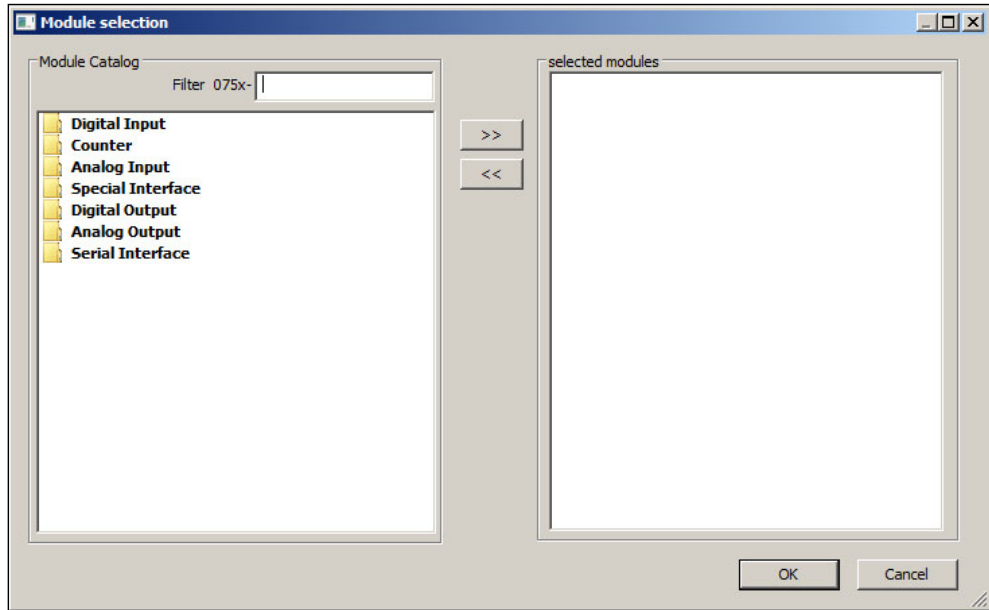 Module selection
Module Catalog
Filter 075x-
Digital Input
Counter
Analog Input
Special Interface
Digital Output
Analog Output
Serial Interface
>>
<<
selected modules
OK
Cancel